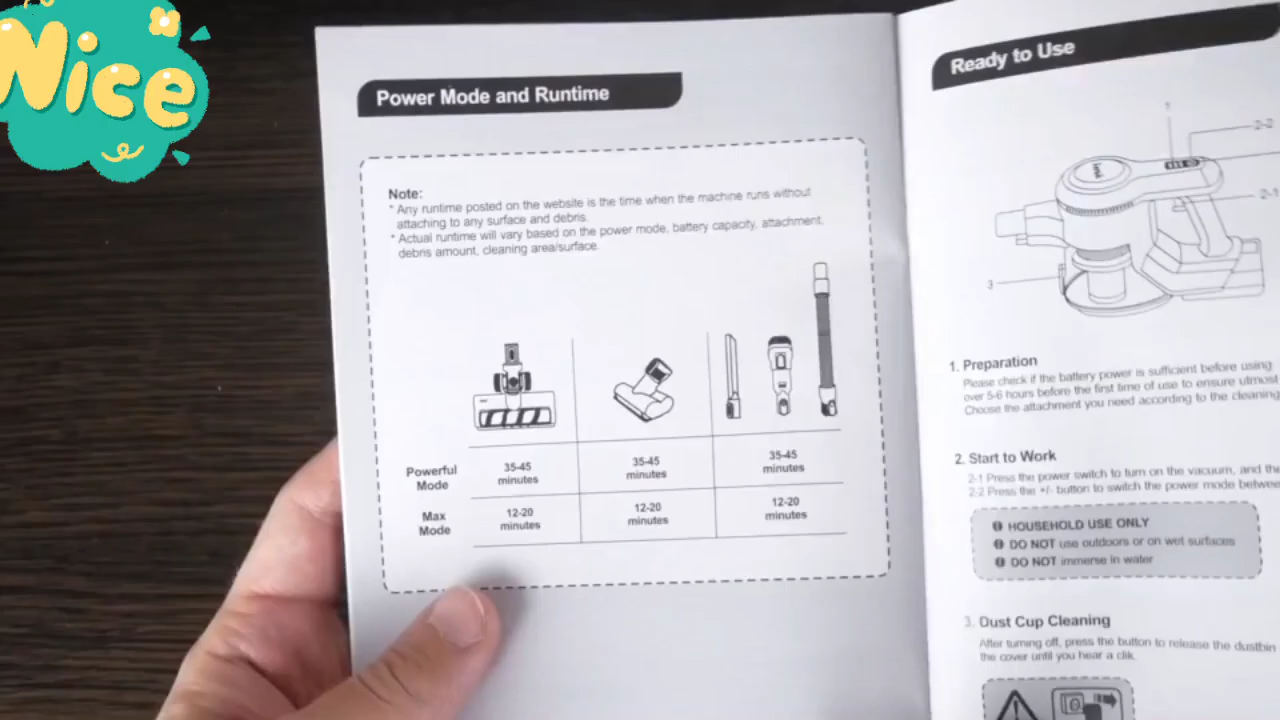 Nice
Power Mode and Runtime
Note:
* Any runtime posted on the website is the time when the machine runs without
attaching to any surface and debris.
* Actual runtime will vary based on the power mode, battery capacity, attachment,
debris amount, cleaning area/surface.
Powerful
Mode
35-45
minutes
35-45
minutes
35-45
minutes
Max
Mode
12-20
minutes
12-20
minutes
12-20
minutes
Ready to Use
2-2
2-1
3
1. Preparation
Please check if the battery power is sufficient before using
over 5-6 hours before the first time of use to ensure utmost
Choose the attachment you need according to the cleaning
2. Start to Work
2-1 Press the power switch to turn on the vacuum, and the
2-2 Press the +/- button to switch the power mode betwee
HOUSEHOLD USE ONLY
DO NOT use outdoors or on wet surfaces
DO NOT immerse in water
3. Dust Cup Cleaning
After turning off, press the button to release the dustbin
the cover until you hear a clik.